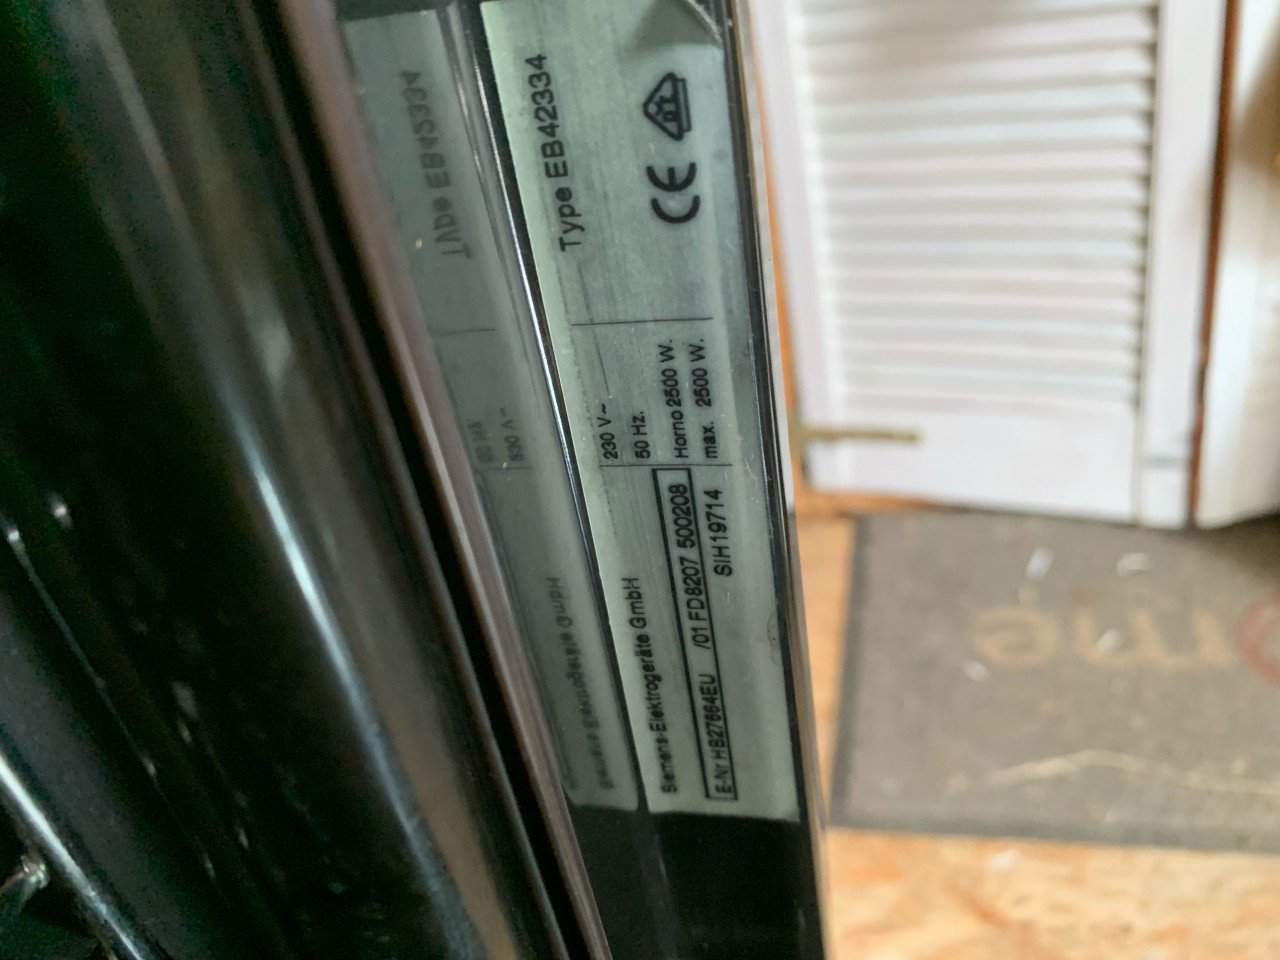 Type EB42334
CE
230 V~
50 Hz.
Horno 2500 W.
max. 2500 W.
Siemens-Elektrogeräte GmbH
E-Nr HB27664EU /01 FD8207 500208
SIH19714
ome